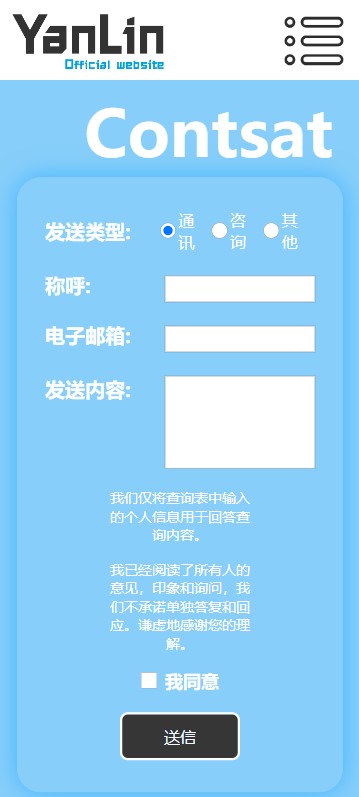 YanLin
Official website
Contsat
发送类型: 通讯 咨询 其他
称呼:
电子邮箱:
发送内容:
我们仅将查询表中输入
的个人信息用于回答查
询内容。
我已经阅读了所有人的
意见，印象和询问，我
们不承诺单独答复和回
应。谦虚地感谢您的理
解。
我同意
送信